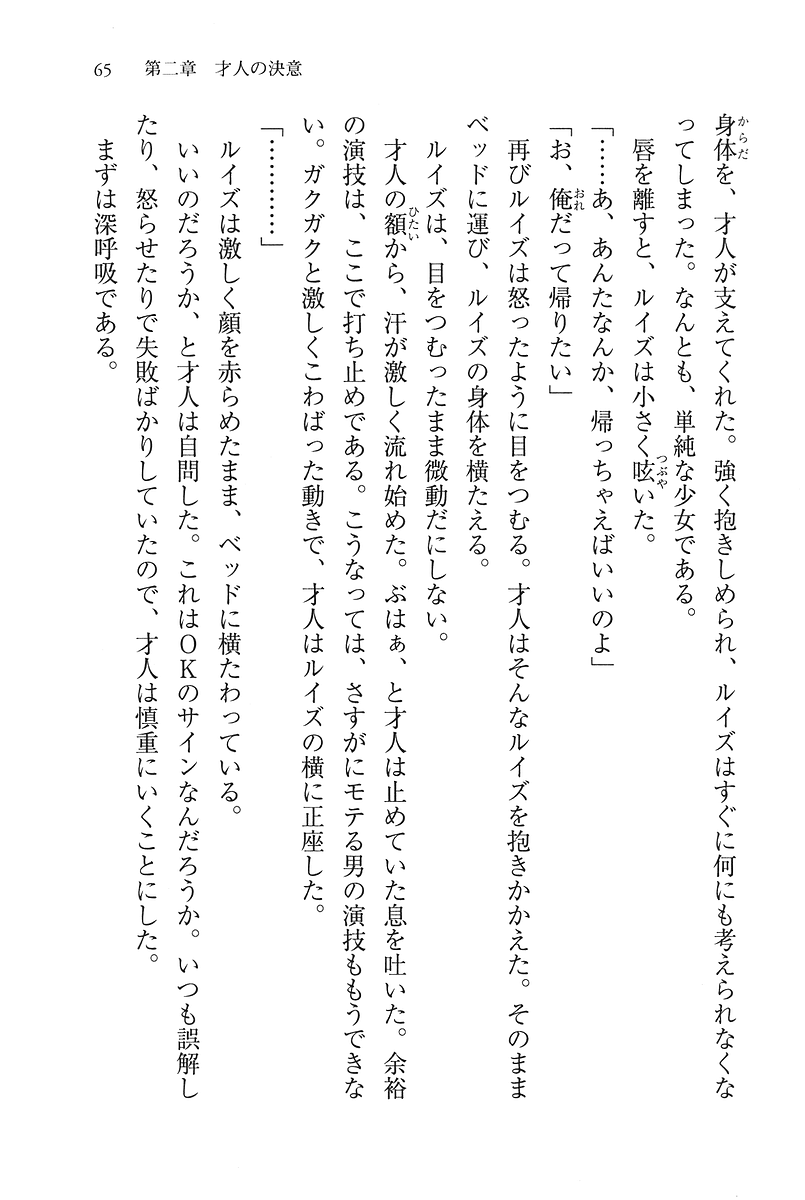 65　第二章　才人の決意
身体を、才人が支えてくれた。強く抱きしめられ、ルイズはすぐに何にも考えられなくな
ってしまった。なんとも、単純な少女である。
　唇を離すと、ルイズは小さく呟いた。
「……あ、あんたなんか、帰っちゃえばいいのよ」
「お、俺だって帰りたい」
　再びルイズは怒ったように目をつむる。才人はそんなルイズを抱きかかえた。そのまま
ベッドに運び、ルイズの身体を横たえる。
　ルイズは、目をつむったまま微動だにしない。
　才人の額から、汗が激しく流れ始めた。ぶはぁ、と才人は止めていた息を吐いた。余裕
の演技は、ここで打ち止めである。こうなっては、さすがにモテる男の演技ももうできな
い。ガクガクと激しくこわばった動きで、才人はルイズの横に正座した。
「…………」
　ルイズは激しく顔を赤らめたまま、ベッドに横たわっている。
　いいのだろうか、と才人は自問した。これはＯＫのサインなんだろうか。いつも誤解し
たり、怒らせたりで失敗ばかりしていたので、才人は慎重にいくことにした。
　まずは深呼吸である。
からだ
つぶや
おれ
ひたい